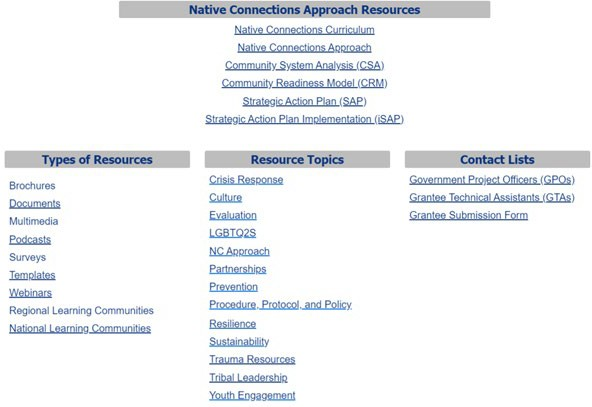 Native Connections Approach Resources
Native Connections Curriculum
Native Connections Approach
Community System Analysis (CSA)
Community Readiness Model (CRM)
Strategic Action Plan (SAP)
Strategic Action Plan Implementation (iSAP)
Types of Resources
Brochures
Documents
Multimedia
Podcasts
Surveys
Templates
Webinars
Regional Learning Communities
National Learning Communities
Resource Topics
Crisis Response
Culture
Evaluation
LGBTQ2S
NC Approach
Partnerships
Prevention
Procedure, Protocol, and Policy
Resilience
Sustainability
Trauma Resources
Tribal Leadership
Youth Engagement
Contact Lists
Government Project Officers (GPOs)
Grantee Technical Assistants (GTAs)
Grantee Submission Form